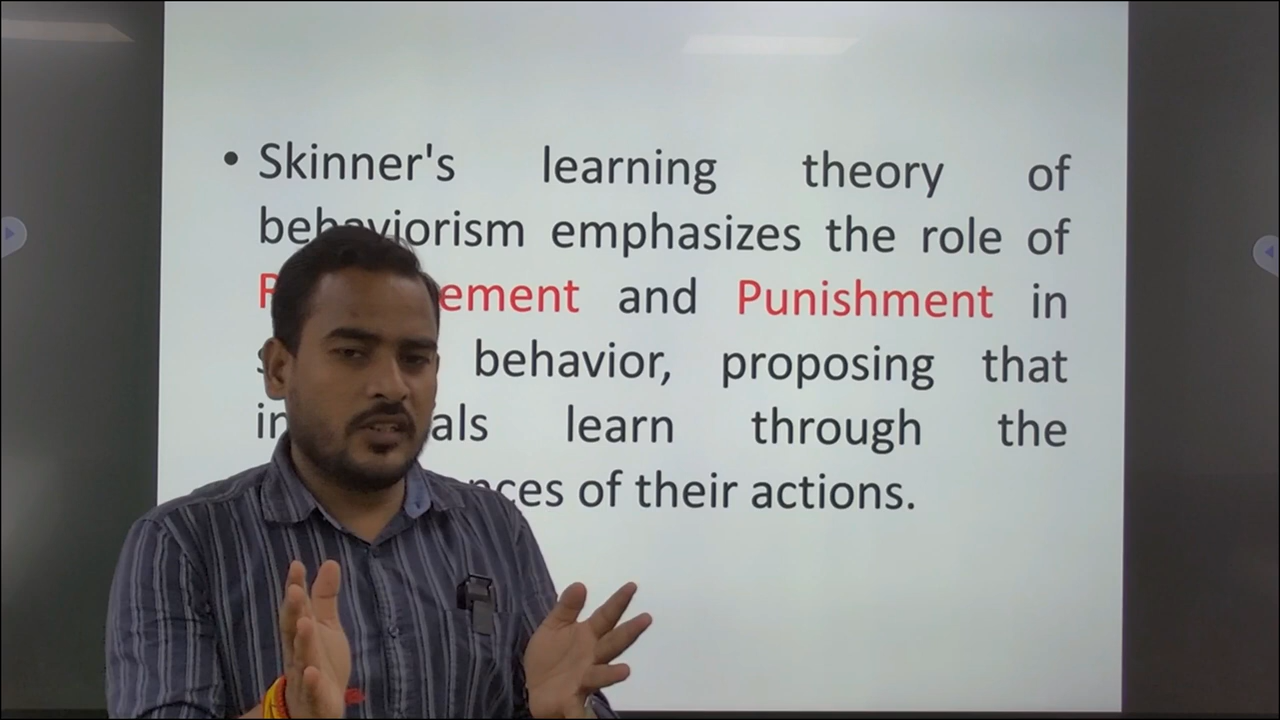 • Skinner's learning theory of
behaviorism emphasizes the role of
and Punishment in
behavior, proposing that
learn through the
of their actions.